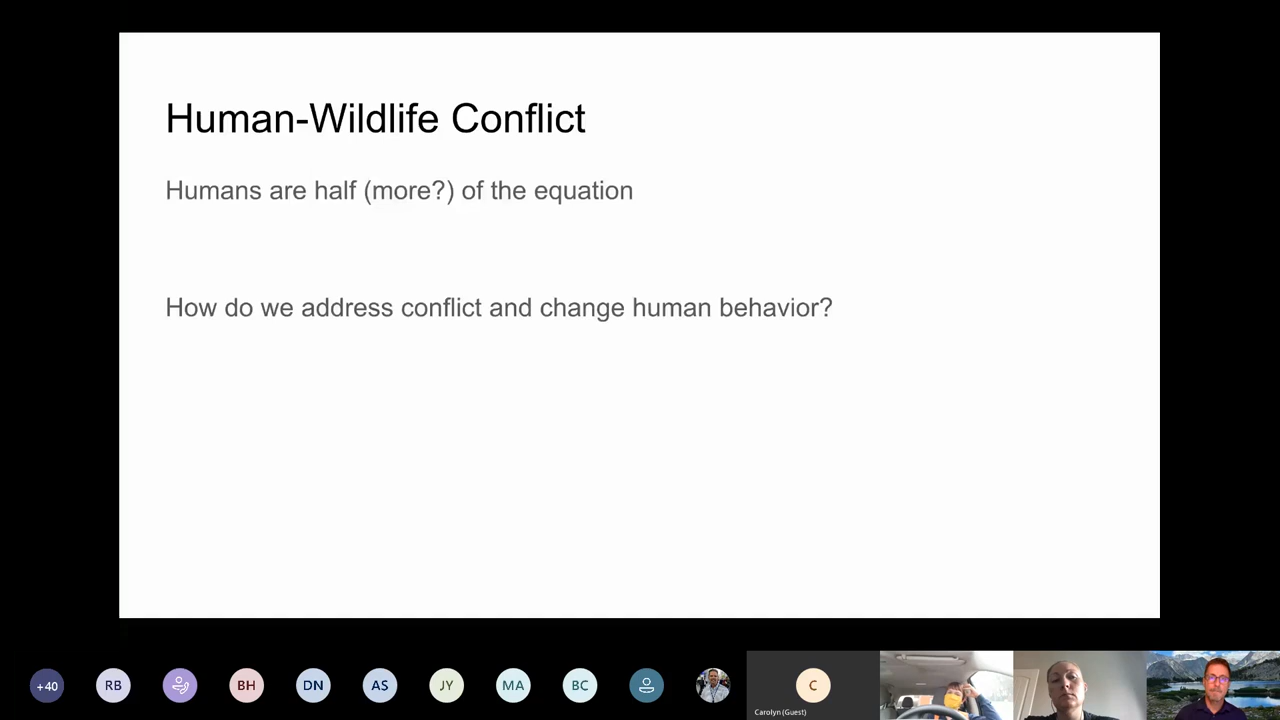 Human-Wildlife Conflict
Humans are half (more?) of the equation
How do we address conflict and change human behavior?
+40
RB
BH
DN
AS
JY
MA
BC
C
Carolyn (Guest)